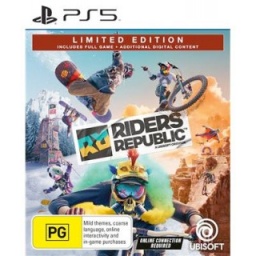 PS5
LIMITED EDITION
INCLUDES FULL GAME + ADDITIONAL DIGITAL CONTENT
RIDERS
REPUBLIC
PG
Mild themes, coarse
language, online
interactivity and
in-game purchases
ONLINE CONNECTION
REQUIRED
UBISOFT